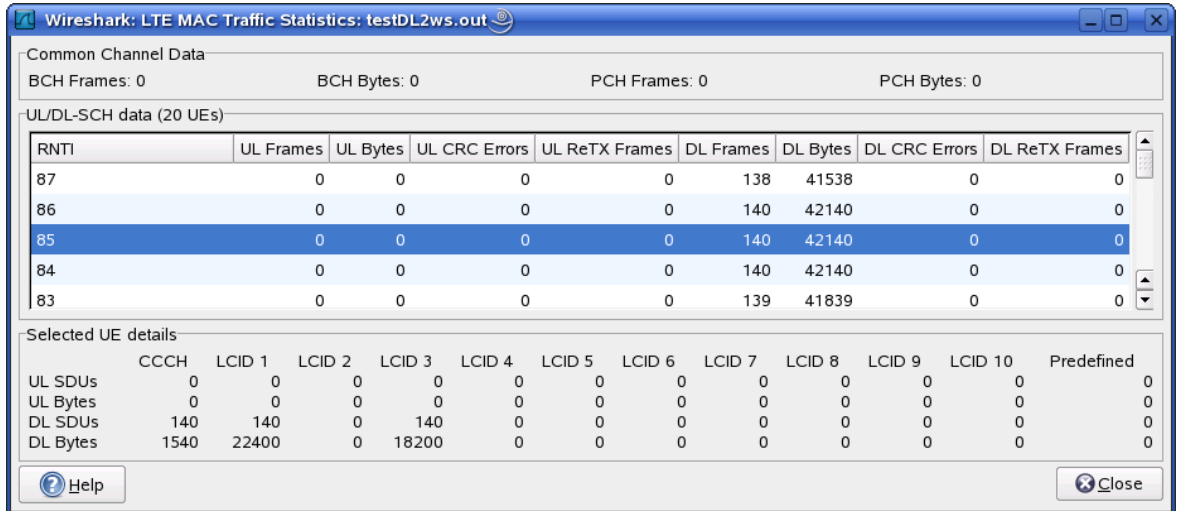 Wireshark: LTE MAC Traffic Statistics: testDL2ws.out
Common Channel Data
BCH Frames: 0 BCH Bytes: 0 PCH Frames: 0 PCH Bytes: 0
UL/DL-SCH data (20 UEs)
RNTI UL Frames UL Bytes UL CRC Errors UL ReTX Frames DL Frames DL Bytes DL CRC Errors DL ReTX Frames
87 0 0 0 0 138 41538 0 0
86 0 0 0 0 140 42140 0 0
85 0 0 0 0 140 42140 0 0
84 0 0 0 0 140 42140 0 0
83 0 0 0 0 139 41839 0 0
Selected UE details
CCCH LCID 1 LCID 2 LCID 3 LCID 4 LCID 5 LCID 6 LCID 7 LCID 8 LCID 9 LCID 10 Predefined
UL SDUs 0 0 0 0 0 0 0 0 0 0 0 0
UL Bytes 0 0 0 0 0 0 0 0 0 0 0 0
DL SDUs 140 140 0 140 0 0 0 0 0 0 0 0
DL Bytes 1540 22400 0 18200 0 0 0 0 0 0 0 0
Help Close